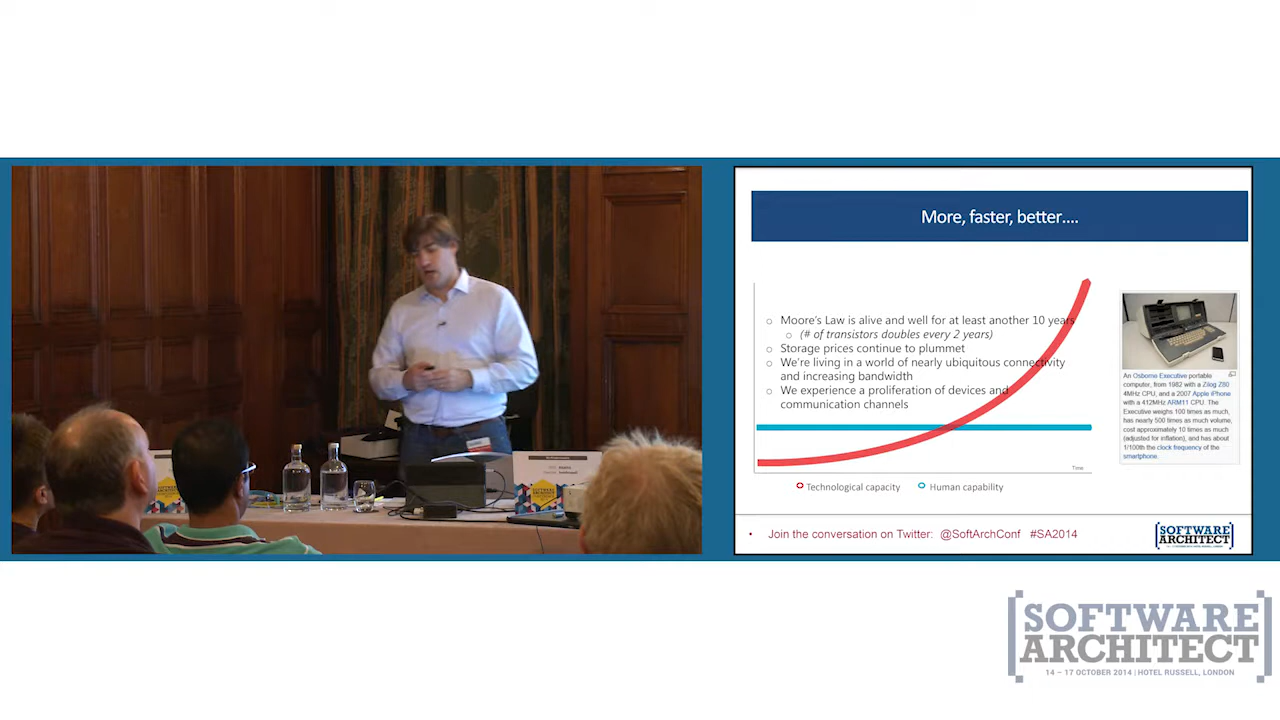 More, faster, better....
Moore's Law is alive and well for at least another 10 years
(# of transistors doubles every 2 years)
Storage prices continue to plummet
We're living in a world of nearly ubiquitous connectivity
and increasing bandwidth
We experience a proliferation of devices and
communication channels
Time
Technological capacity
Human capability
An Osborne Executive portable
computer, from 1982 with a Zilog Z80
4MHz CPU, and a 2007 Apple iPhone
with a 412MHz ARM11 CPU. The
Executive weighs 100 times as much,
has nearly 500 times as much volume,
cost approximately 10 times as much
(adjusted for inflation), and has about
1/100th the clock frequency of the
smartphone.
• Join the conversation on Twitter: @SoftArchConf #SA2014
[SOFTWARE
ARCHITECT]
SOFTWARE
ARCHITECT
[SOFTWARE
ARCHITECT]
14 – 17 OCTOBER 2014 | HOTEL RUSSELL, LONDON